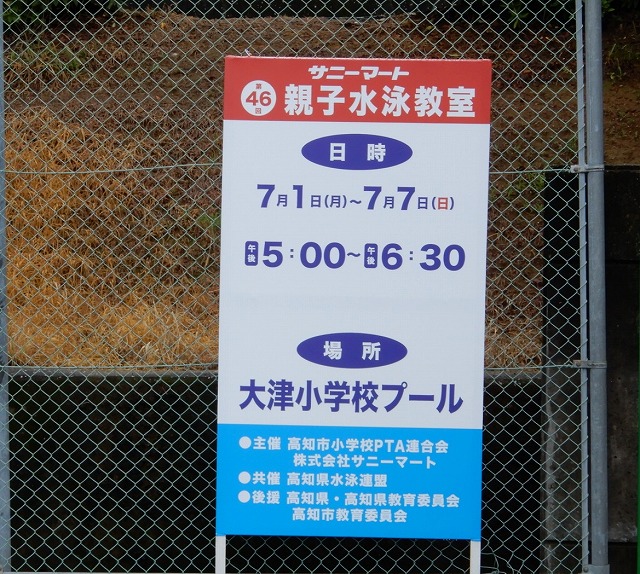 サニーマート
第46回 親子水泳教室
日時
7月1日(月)～7月7日(日)
午後5:00～午後6:30
場所
大津小学校プール
●主催 高知市小学校PTA連合会
株式会社サニーマート
●共催 高知県水泳連盟
●後援 高知県・高知県教育委員会
高知市教育委員会